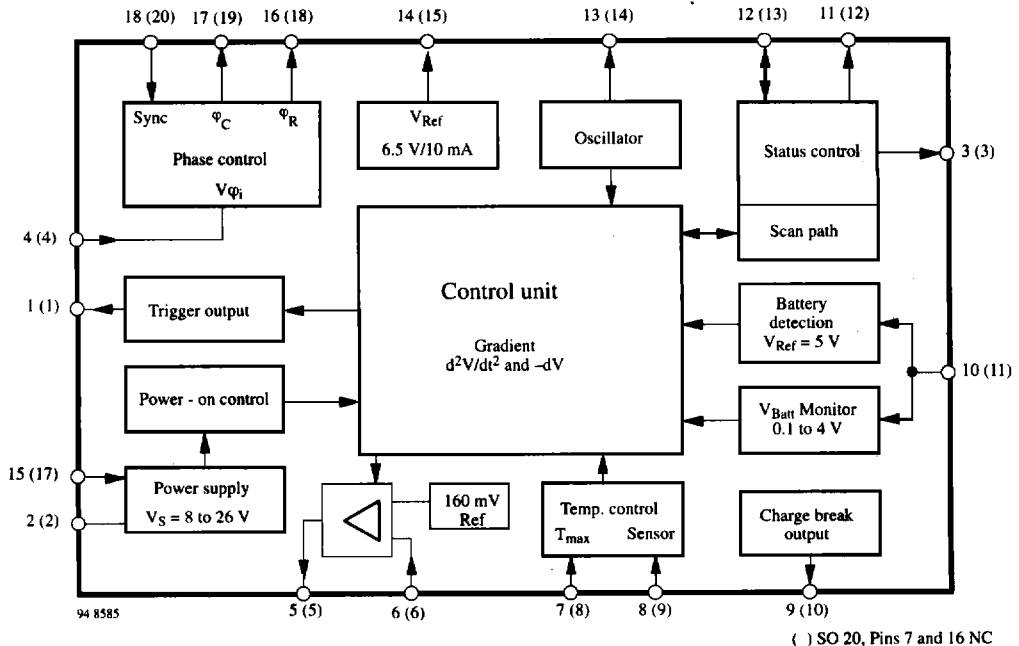 18 (20)
17 (19)
16 (18)
14 (15)
13 (14)
12 (13)
11 (12)
Sync
φC
φR
Phase control
Vφi
VRef
6.5 V/10 mA
Oscillator
Status control
Scan path
3 (3)
4 (4)
1 (1)
Trigger output
Control unit
Gradient
d²V/dt² and –dV
Battery
detection
VRef = 5 V
10 (11)
Power - on control
VBatt Monitor
0.1 to 4 V
15 (17)
2 (2)
Power supply
VS = 8 to 26 V
160 mV
Ref
Temp. control
Tmax
Sensor
Charge break
output
94 8585
5 (5)
6 (6)
7 (8)
8 (9)
9 (10)
( ) SO 20, Pins 7 and 16 NC